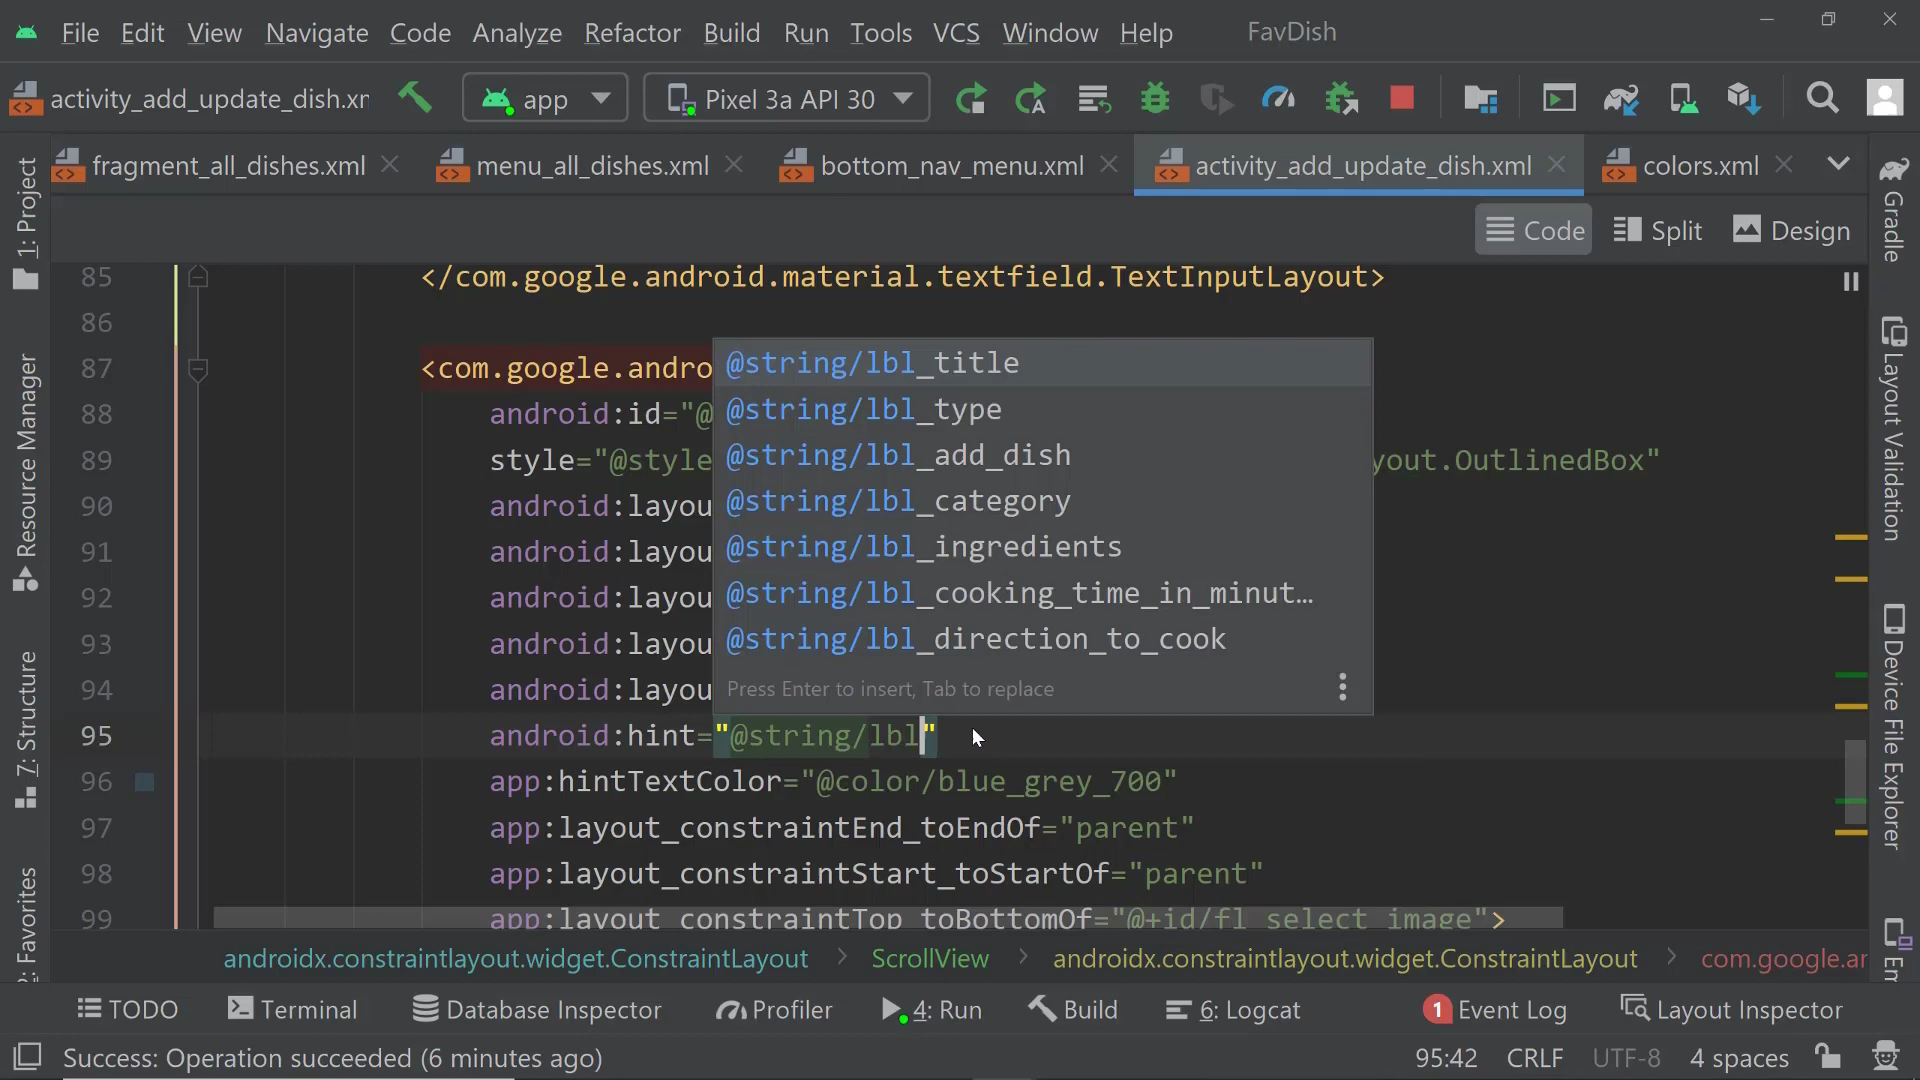 File Edit View Navigate Code Analyze Refactor Build Run Tools VCS Window Help FavDish
activity_add_update_dish.xr app Pixel 3a API 30
fragment_all_dishes.xml menu_all_dishes.xml bottom_nav_menu.xml activity_add_update_dish.xml colors.xml
Code Split Design
1: Project
Resource Manager
7: Structure
2: Favorites
85 </com.google.android.material.textfield.TextInputLayout>
86
87 <com.google.andro
88 android:id="@
89 style="@style yout.OutlinedBox"
90 android:layou
91 android:layou
92 android:layou
93 android:layou
94 android:layou
@string/lbl_title
@string/lbl_type
@string/lbl_add_dish
@string/lbl_category
@string/lbl_ingredients
@string/lbl_cooking_time_in_minut...
@string/lbl_direction_to_cook
Press Enter to insert, Tab to replace
95 android:hint="@string/lbl"
96 app:hintTextColor="@color/blue_grey_700"
97 app:layout_constraintEnd_toEndOf="parent"
98 app:layout_constraintStart_toStartOf="parent"
99 app:layout_constraintTop_toBottomOf="@+id/fl_select_image">
Gradle
Layout Validation
Device File Explorer
Em
androidx.constraintlayout.widget.ConstraintLayout ScrollView androidx.constraintlayout.widget.ConstraintLayout com.google.ar
TODO Terminal Database Inspector Profiler 4: Run Build 6: Logcat 1 Event Log Layout Inspector
Success: Operation succeeded (6 minutes ago) 95:42 CRLF UTF-8 4 spaces